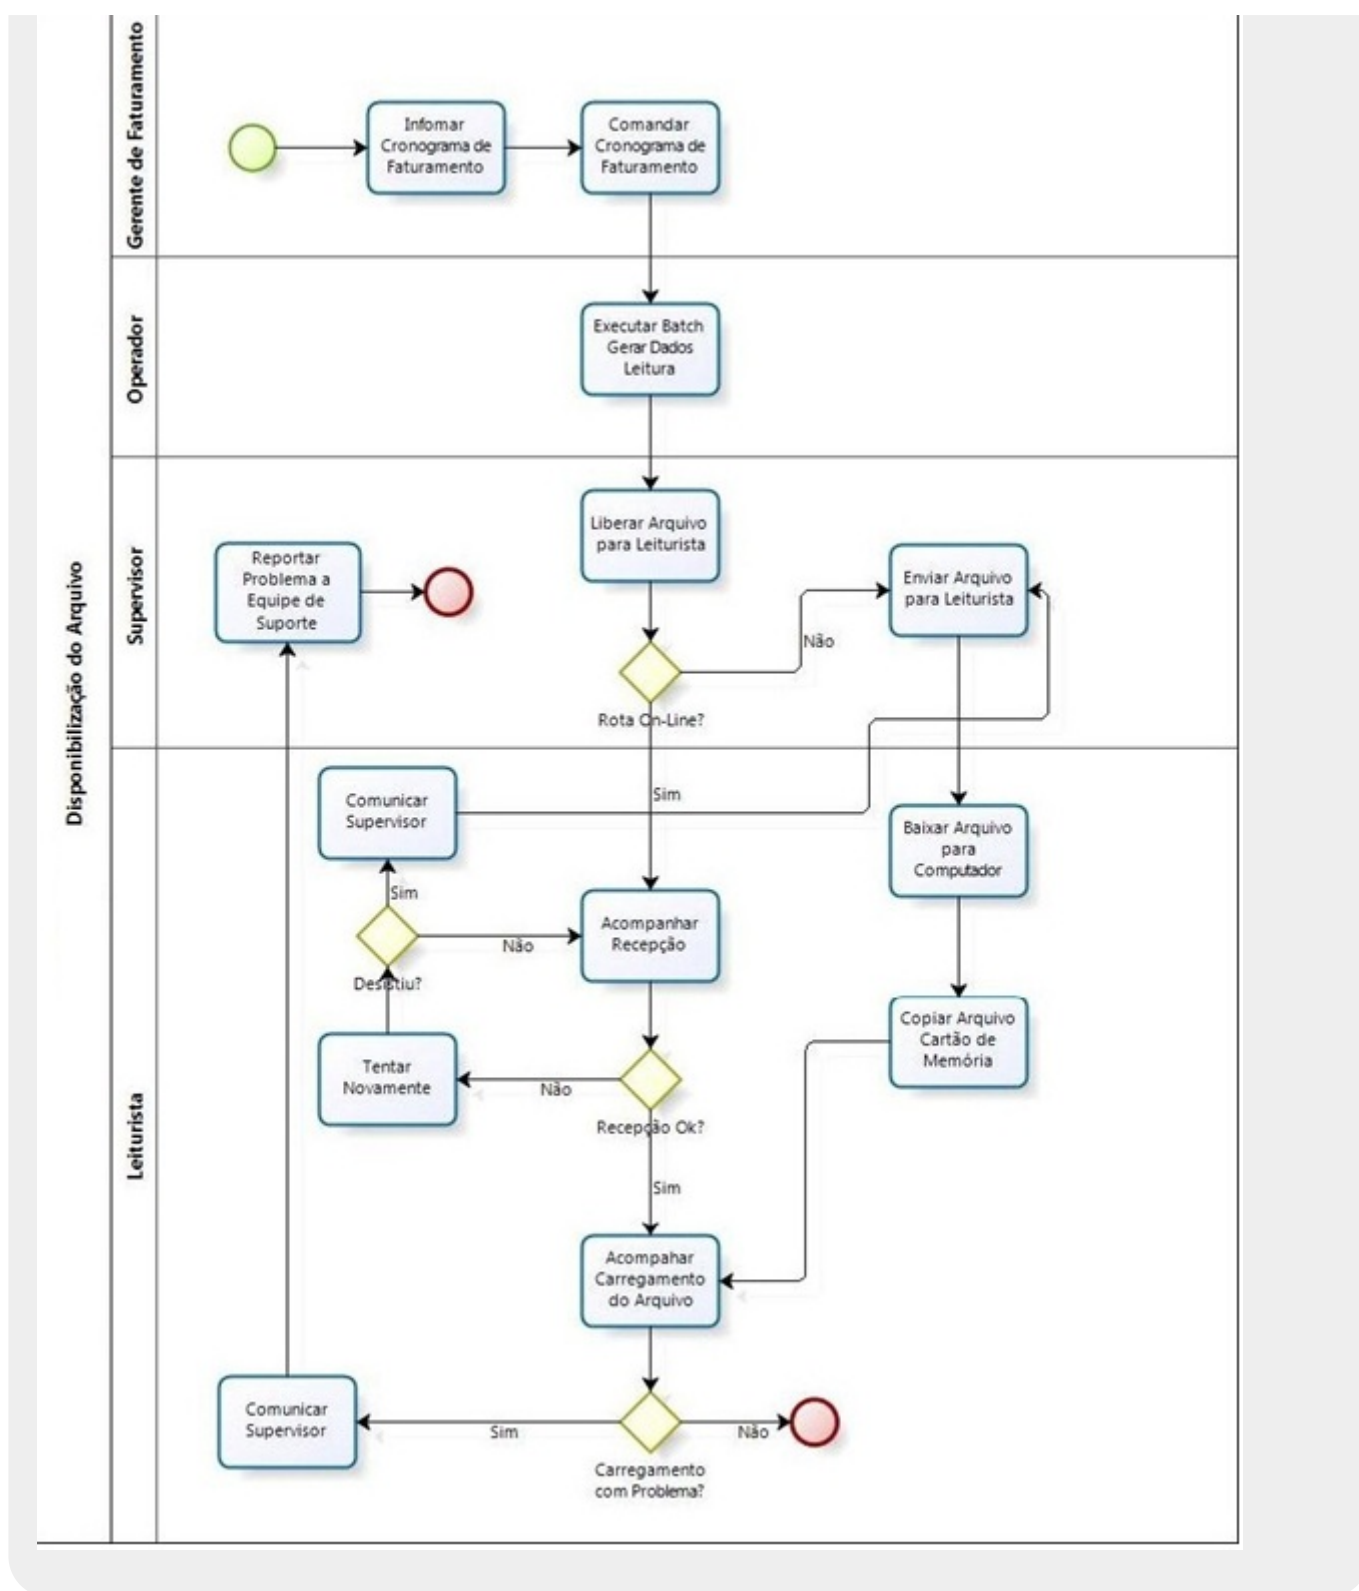 Disponibilização do Arquivo
Gerente de Faturamento
Infomar
Cronograma de
Faturamento
Comandar
Cronograma de
Faturamento
Operador
Executar Batch
Gerar Dados
Leitura
Supervisor
Liberar Arquivo
para Leiturista
Reportar
Problema a
Equipe de
Suporte
Enviar Arquivo
para Leiturista
Não
Rota On-Line?
Leiturista
Sim
Comunicar
Supervisor
Baixar Arquivo
para
Computador
Sim
Acompanhar
Recepção
Não
Desistiu?
Copiar Arquivo
Cartão de
Memória
Tentar
Novamente
Não
Recepção Ok?
Sim
Acompahar
Carregamento
do Arquivo
Comunicar
Supervisor
Sim
Não
Carregamento
com Problema?